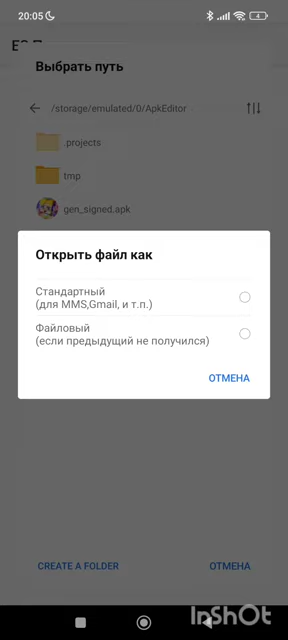 20:05
4
Выбрать путь
/storage/emulated/0/ApkEditor
.projects
tmp
gen_signed.apk
Открыть файл как
Стандартный
(для MMS,Gmail, и т.п.)
Файловый
(если предыдущий не получился)
ОТМЕНА
CREATE A FOLDER
ОТМЕНА
InShOt